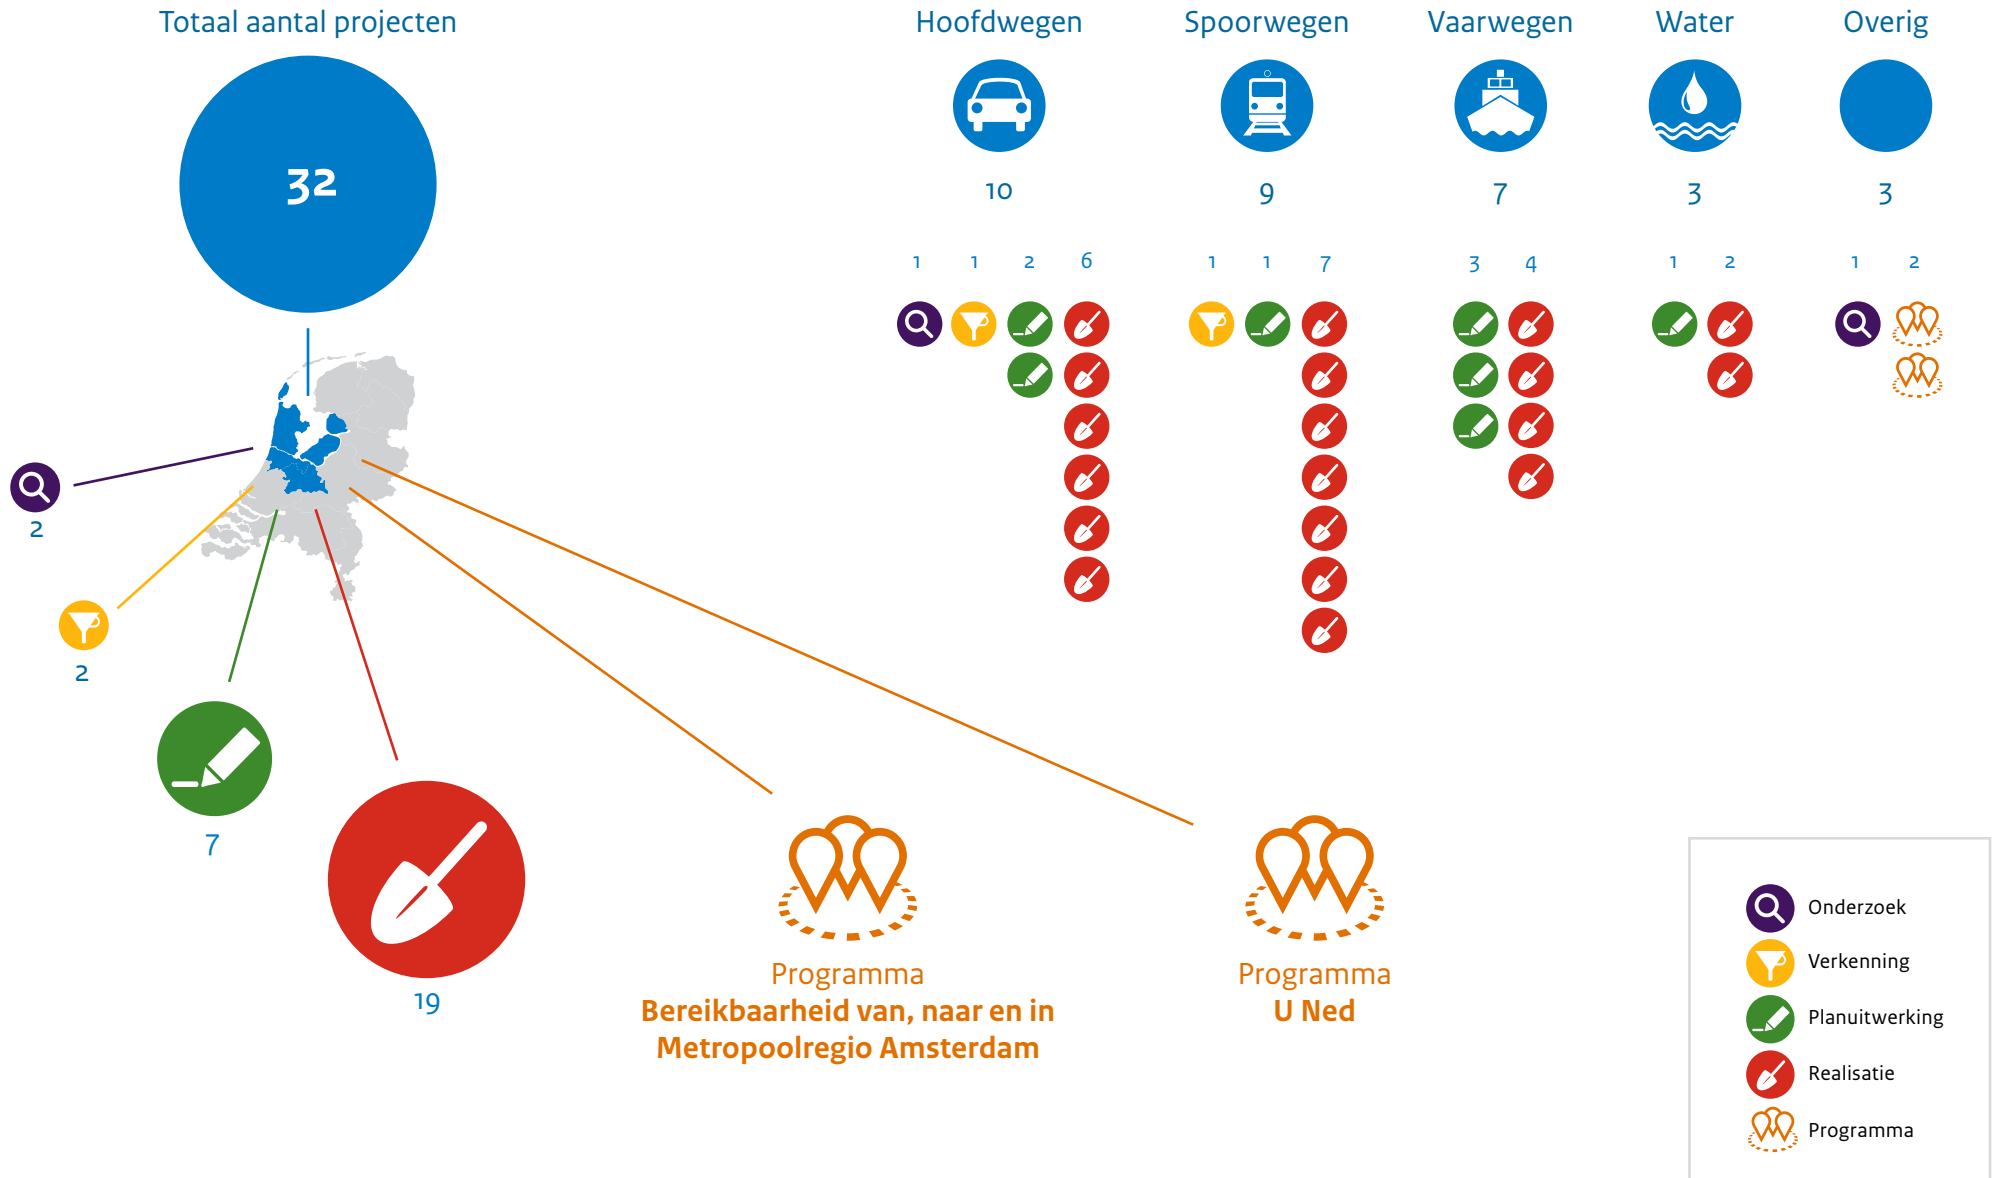 Totaal aantal projecten
32
Hoofdwegen
Spoorwegen
Vaarwegen
Water
Overig
10
9
7
3
3
1 1 2 6
1 1 7
3 4
1 2
1 2
2
2
7
19
Programma
Bereikbaarheid van, naar en in
Metropoolregio Amsterdam
Programma
U Ned
Onderzoek
Verkenning
Planuitwerking
Realisatie
Programma